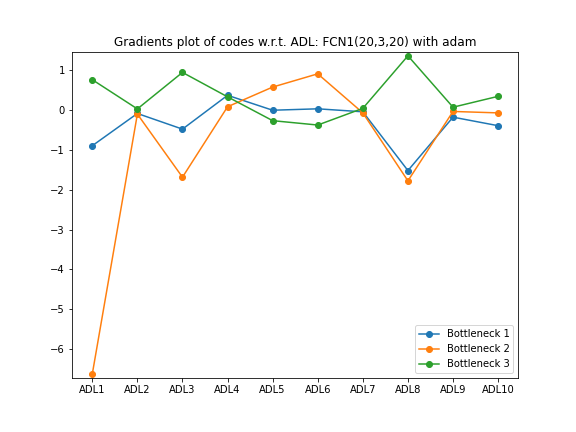 Gradients plot of codes w.r.t. ADL: FCN1(20,3,20) with adam
1
0
−1
−2
−3
−4
−5
−6
Bottleneck 1
Bottleneck 2
Bottleneck 3
ADL1 ADL2 ADL3 ADL4 ADL5 ADL6 ADL7 ADL8 ADL9 ADL10